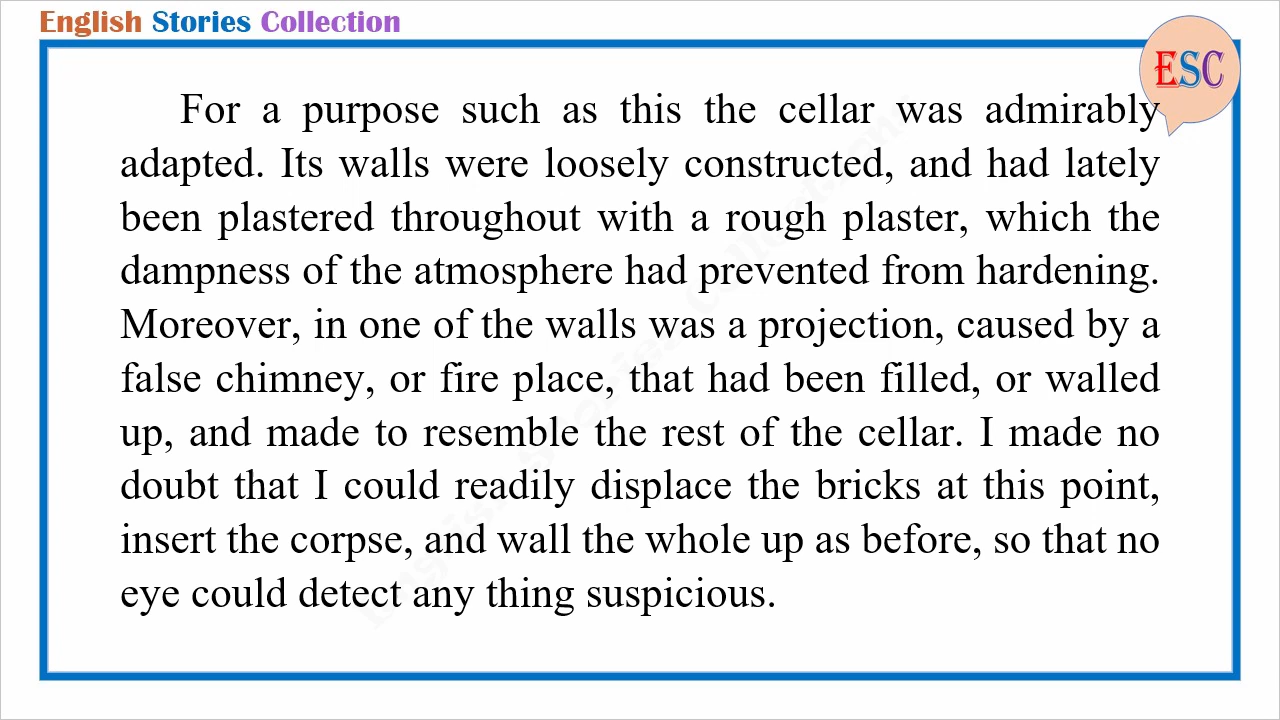 English Stories Collection
ESC
For a purpose such as this the cellar was admirably
adapted. Its walls were loosely constructed, and had lately
been plastered throughout with a rough plaster, which the
dampness of the atmosphere had prevented from hardening.
Moreover, in one of the walls was a projection, caused by a
false chimney, or fire place, that had been filled, or walled
up, and made to resemble the rest of the cellar. I made no
doubt that I could readily displace the bricks at this point,
insert the corpse, and wall the whole up as before, so that no
eye could detect any thing suspicious.